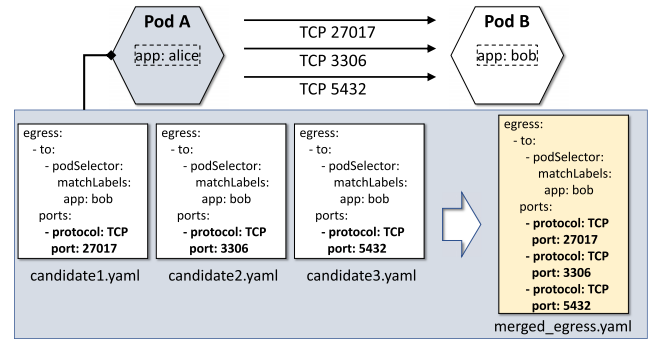 Pod A
app: alice
TCP 27017
TCP 3306
TCP 5432
Pod B
app: bob
egress:
- to:
- podSelector:
matchLabels:
app: bob
ports:
- protocol: TCP
port: 27017
candidate1.yaml
egress:
- to:
- podSelector:
matchLabels:
app: bob
ports:
- protocol: TCP
port: 3306
candidate2.yaml
egress:
- to:
- podSelector:
matchLabels:
app: bob
ports:
- protocol: TCP
port: 5432
candidate3.yaml
egress:
- to:
- podSelector:
matchLabels:
app: bob
ports:
- protocol: TCP
port: 27017
- protocol: TCP
port: 3306
- protocol: TCP
port: 5432
merged_egress.yaml